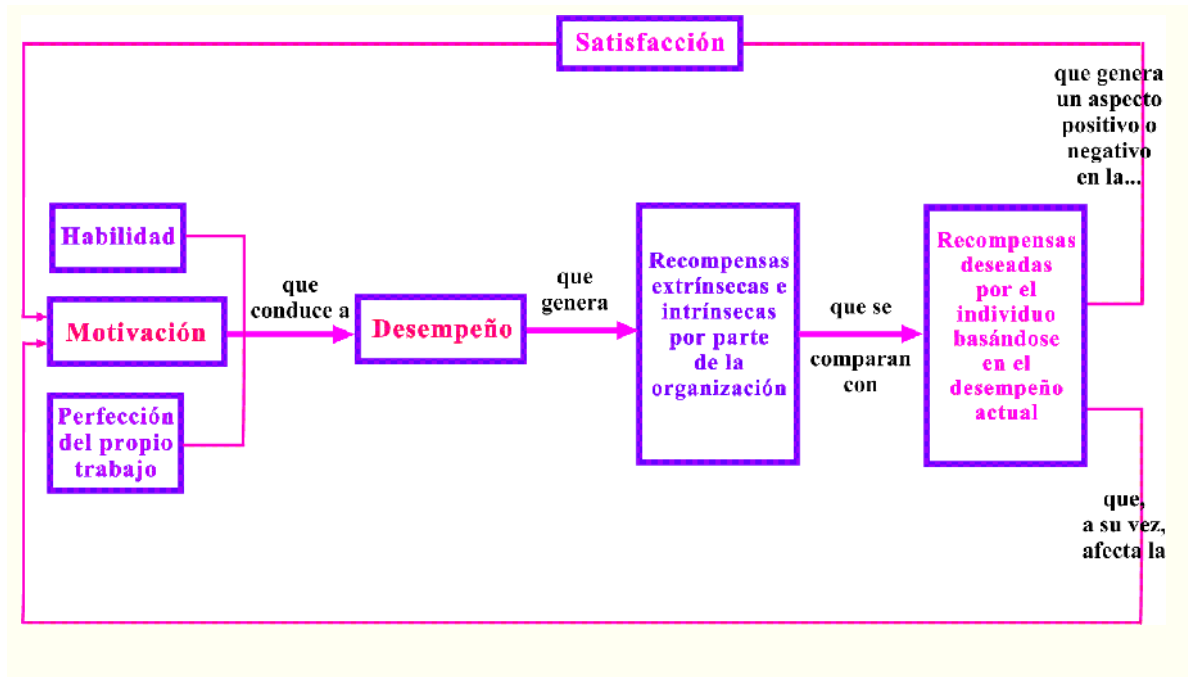 Satisfacción
que genera
un aspecto
positivo o
negativo
en la...
Habilidad
Motivación
Perfección
del propio
trabajo
que
conduce a
Desempeño
que
genera
Recompensas
extrínsecas e
intrínsecas
por parte
de la
organización
que se
comparan
con
Recompensas
deseadas
por el
individuo
basándose
en el
desempeño
actual
que,
a su vez,
afecta la